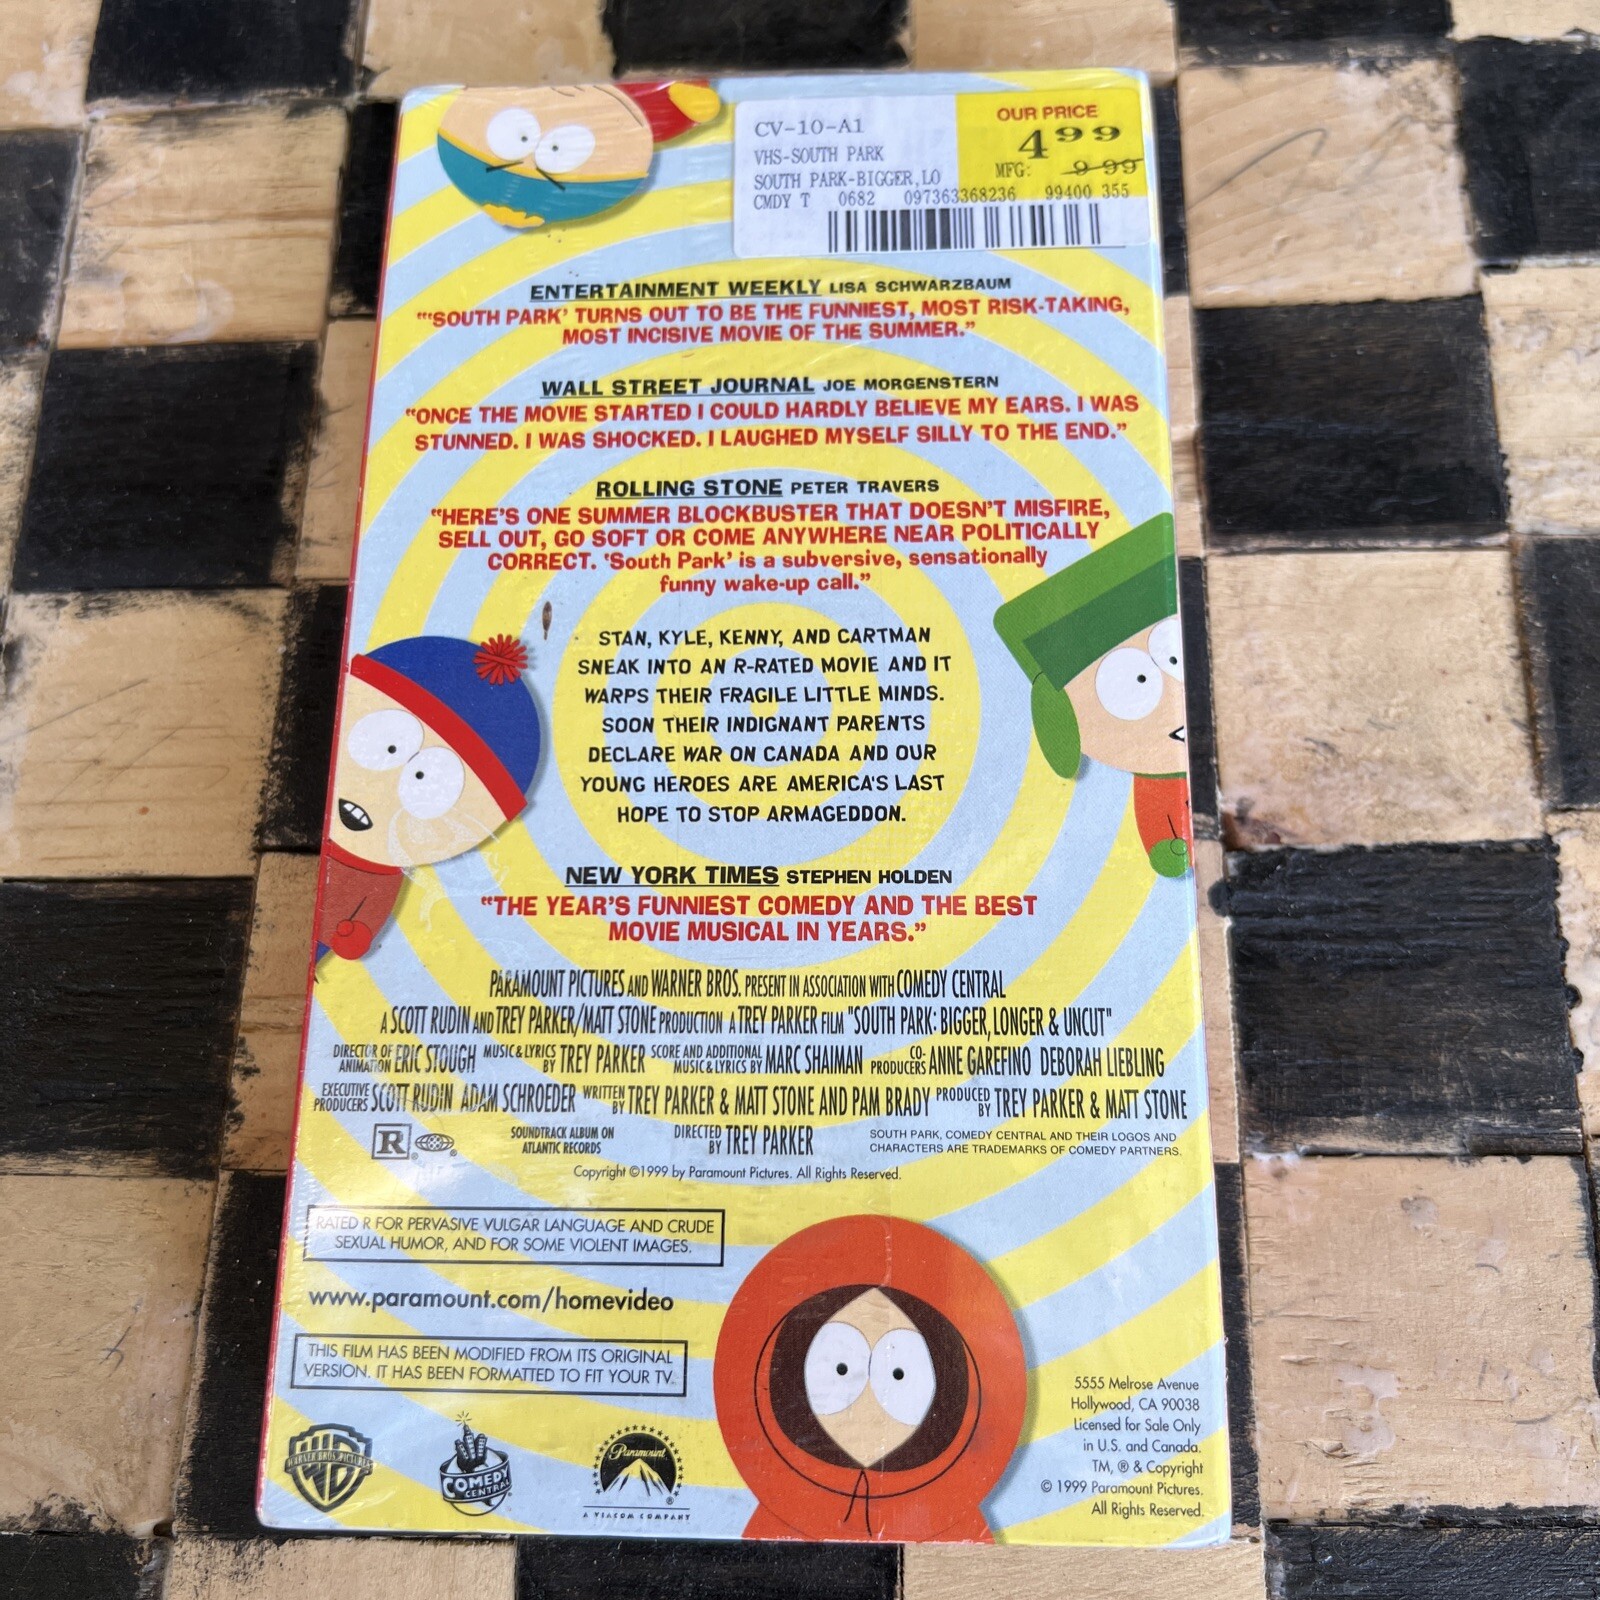 CV-10-A1
OUR PRICE
4 99
VHS-SOUTH PARK
MFG: 9 99
SOUTH PARK-BIGGER,LO
CMDY T 0682 097363368236 99400 355
ENTERTAINMENT WEEKLY LISA SCHWARZBAUM
"'SOUTH PARK' TURNS OUT TO BE THE FUNNIEST, MOST RISK-TAKING,
MOST INCISIVE MOVIE OF THE SUMMER."
WALL STREET JOURNAL JOE MORGENSTERN
"ONCE THE MOVIE STARTED I COULD HARDLY BELIEVE MY EARS. I WAS
STUNNED. I WAS SHOCKED. I LAUGHED MYSELF SILLY TO THE END."
ROLLING STONE PETER TRAVERS
"HERE'S ONE SUMMER BLOCKBUSTER THAT DOESN'T MISFIRE,
SELL OUT, GO SOFT OR COME ANYWHERE NEAR POLITICALLY
CORRECT. 'South Park' is a subversive, sensationally
funny wake-up call."
STAN, KYLE, KENNY, AND CARTMAN
SNEAK INTO AN R-RATED MOVIE AND IT
WARPS THEIR FRAGILE LITTLE MINDS.
SOON THEIR INDIGNANT PARENTS
DECLARE WAR ON CANADA AND OUR
YOUNG HEROES ARE AMERICA'S LAST
HOPE TO STOP ARMAGEDDON.
NEW YORK TIMES STEPHEN HOLDEN
"THE YEAR'S FUNNIEST COMEDY AND THE BEST
MOVIE MUSICAL IN YEARS."
PARAMOUNT PICTURES AND WARNER BROS. PRESENT IN ASSOCIATION WITH COMEDY CENTRAL
A SCOTT RUDIN AND TREY PARKER/MATT STONE PRODUCTION A TREY PARKER FILM "SOUTH PARK: BIGGER, LONGER & UNCUT"
DIRECTOR OF ANIMATION ERIC STOUGH MUSIC & LYRICS BY TREY PARKER SCORE AND ADDITIONAL MUSIC & LYRICS BY MARC SHAIMAN CO-PRODUCERS ANNE GAREFINO DEBORAH LIEBLING
EXECUTIVE PRODUCERS SCOTT RUDIN ADAM SCHROEDER WRITTEN BY TREY PARKER & MATT STONE AND PAM BRADY PRODUCED BY TREY PARKER & MATT STONE
R
SOUNDTRACK ALBUM ON
ATLANTIC RECORDS
DIRECTED BY TREY PARKER
SOUTH PARK, COMEDY CENTRAL AND THEIR LOGOS AND
CHARACTERS ARE TRADEMARKS OF COMEDY PARTNERS.
Copyright ©1999 by Paramount Pictures. All Rights Reserved.
RATED R FOR PERVASIVE VULGAR LANGUAGE AND CRUDE
SEXUAL HUMOR, AND FOR SOME VIOLENT IMAGES.
www.paramount.com/homevideo
THIS FILM HAS BEEN MODIFIED FROM ITS ORIGINAL
VERSION. IT HAS BEEN FORMATTED TO FIT YOUR TV.
WARNER BROS PICTURES
WB
COMEDY
CENTRAL
Paramount
A VIACOM COMPANY
5555 Melrose Avenue
Hollywood, CA 90038
Licensed for Sale Only
in U.S. and Canada.
TM, ® & Copyright
© 1999 Paramount Pictures.
All Rights Reserved.